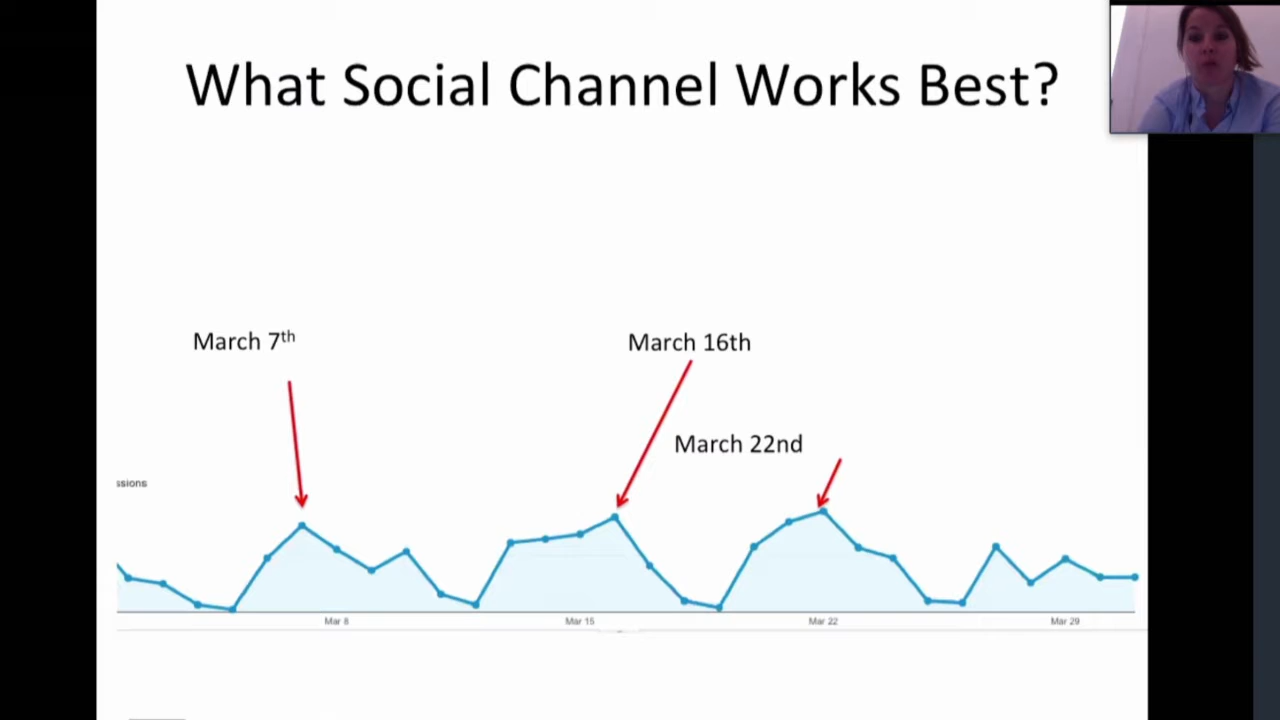 What Social Channel Works Best?
March 7th
March 16th
March 22nd
ssions
Mar 8
Mar 15
Mar 22
Mar 29